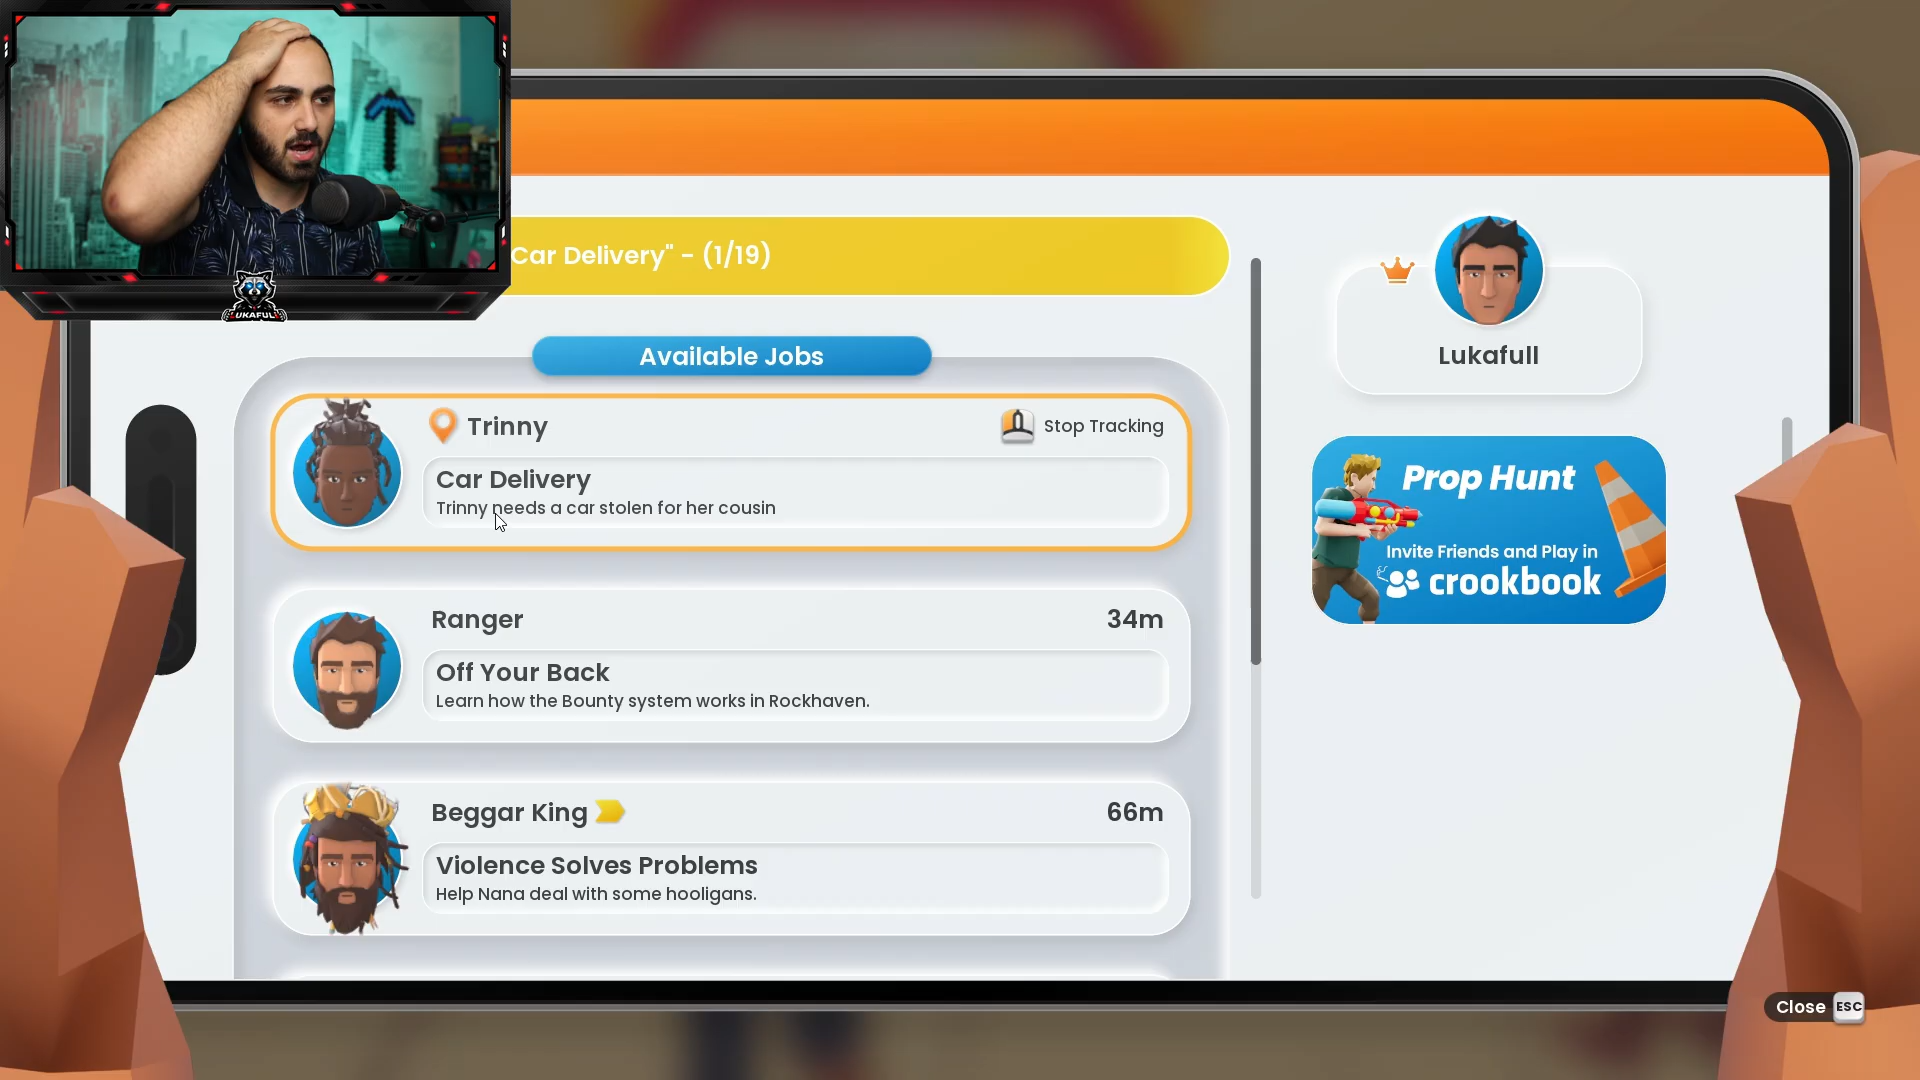 UKAFUL
Car Delivery" - (1/19)
Available Jobs
Trinny
Stop Tracking
Car Delivery
Trinny needs a car stolen for her cousin
Ranger
34m
Off Your Back
Learn how the Bounty system works in Rockhaven.
Beggar King
66m
Violence Solves Problems
Help Nana deal with some hooligans.
Lukafull
Prop Hunt
Invite Friends and Play in
crookbook
Close ESC